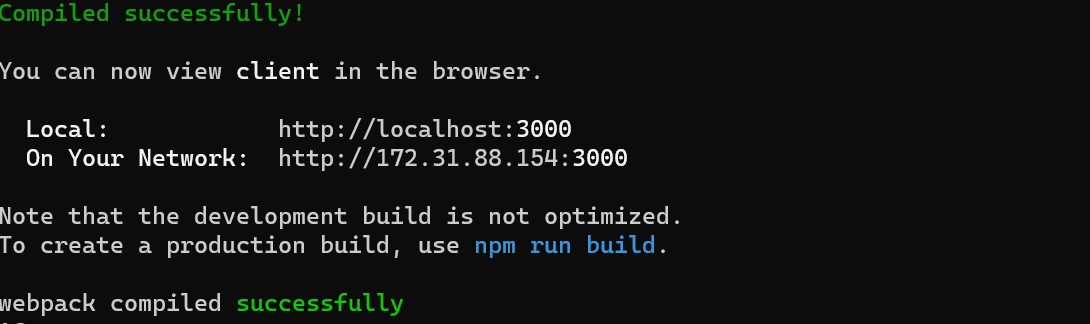 Compiled successfully!
You can now view client in the browser.
Local: http://localhost:3000
On Your Network: http://172.31.88.154:3000
Note that the development build is not optimized.
To create a production build, use npm run build.
webpack compiled successfully